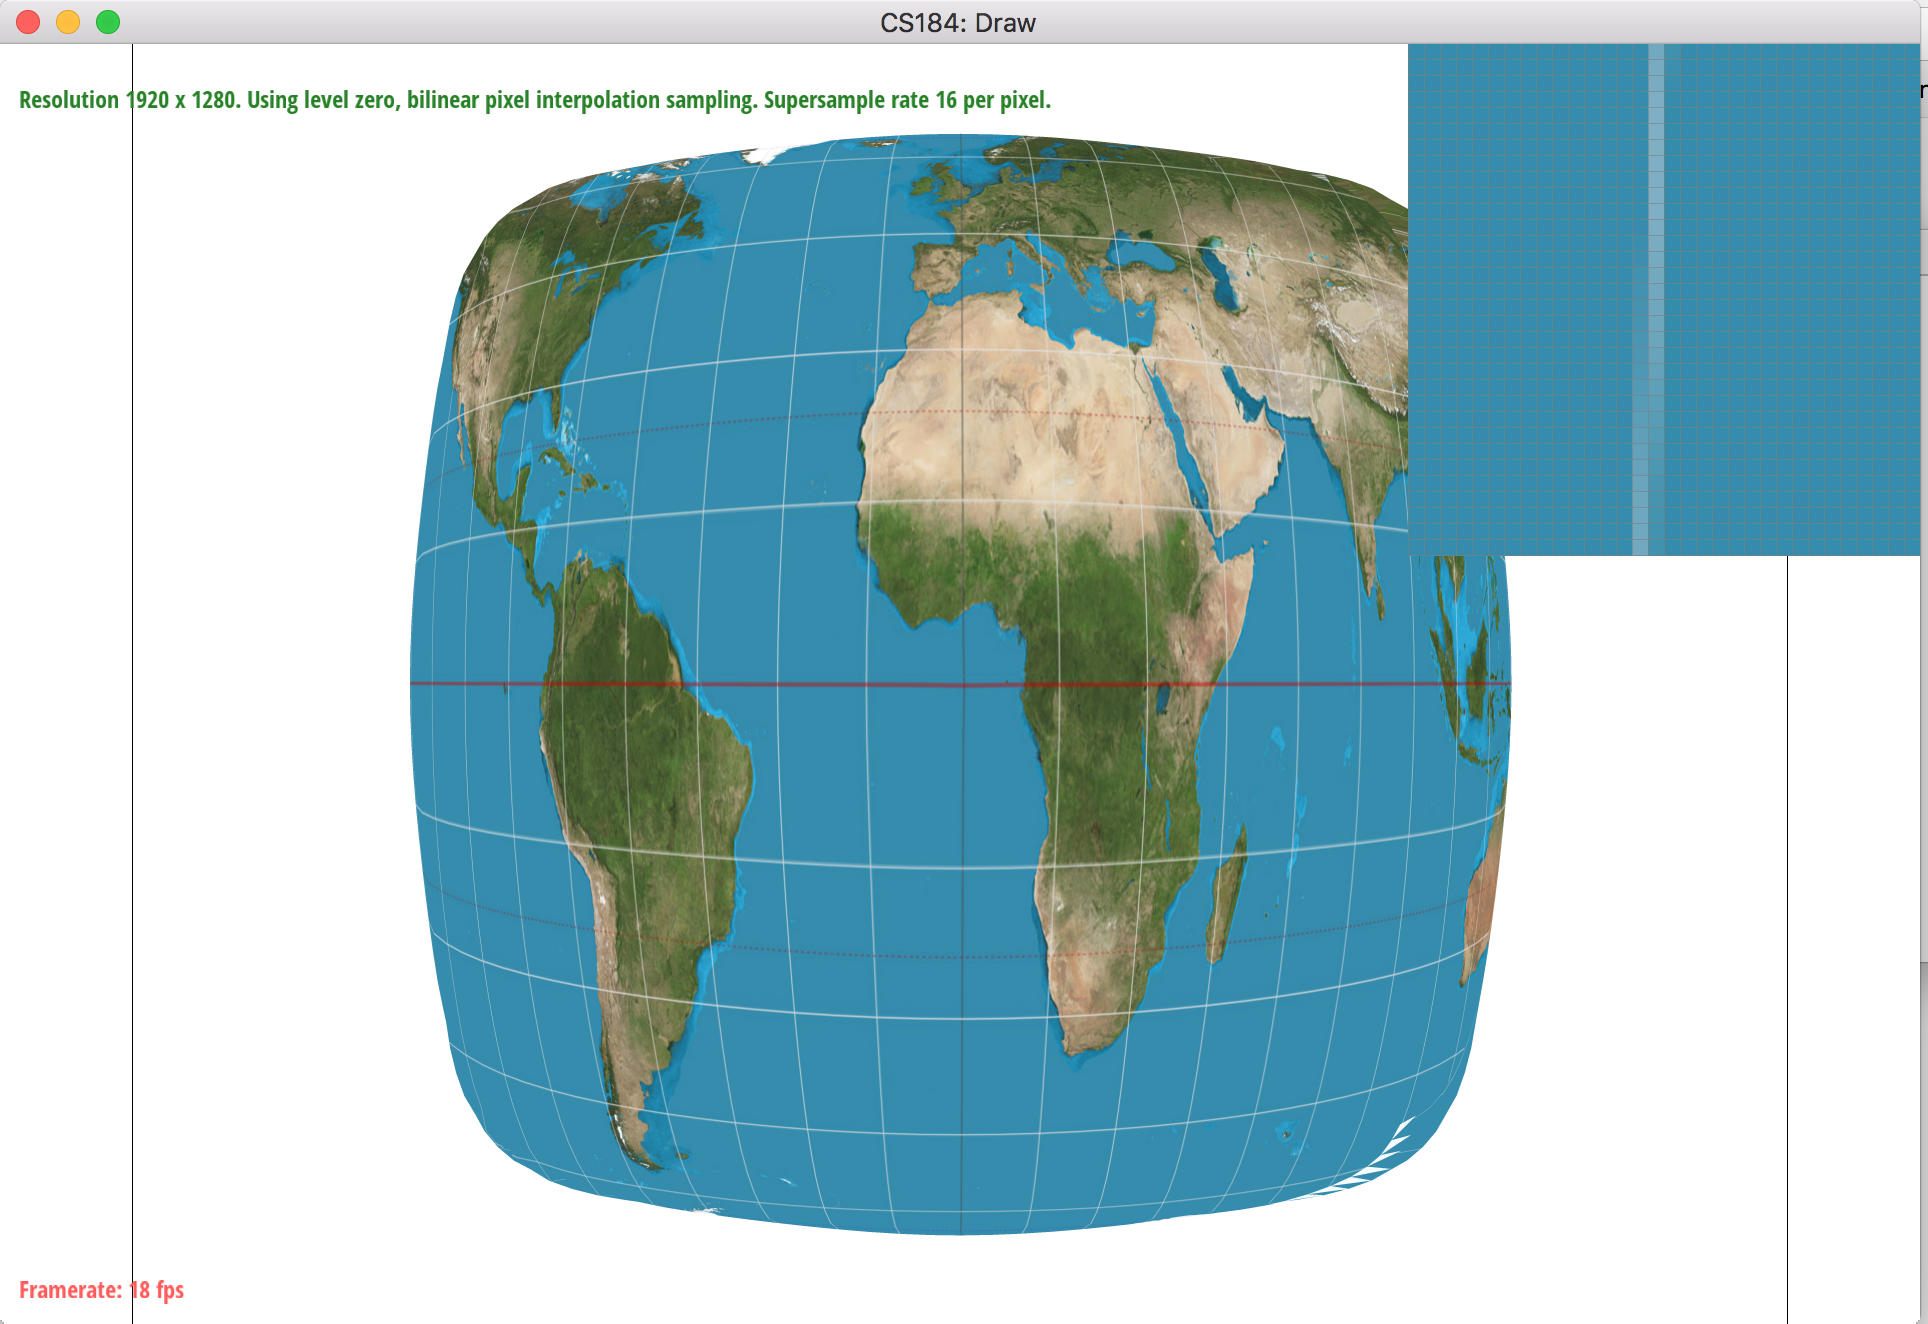 CS184: Draw
Resolution 1920 x 1280. Using level zero, bilinear pixel interpolation sampling. Supersample rate 16 per pixel.
Framerate: 18 fps